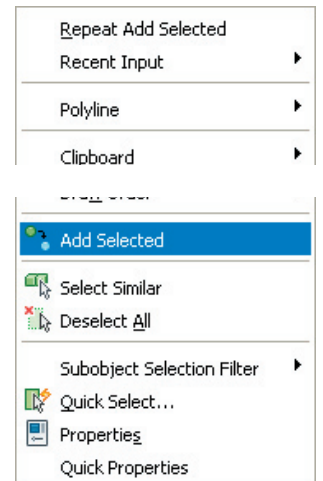 Repeat Add Selected
Recent Input
Polyline
Clipboard
Add Selected
Select Similar
Deselect All
Subobject Selection Filter
Quick Select...
Properties
Quick Properties